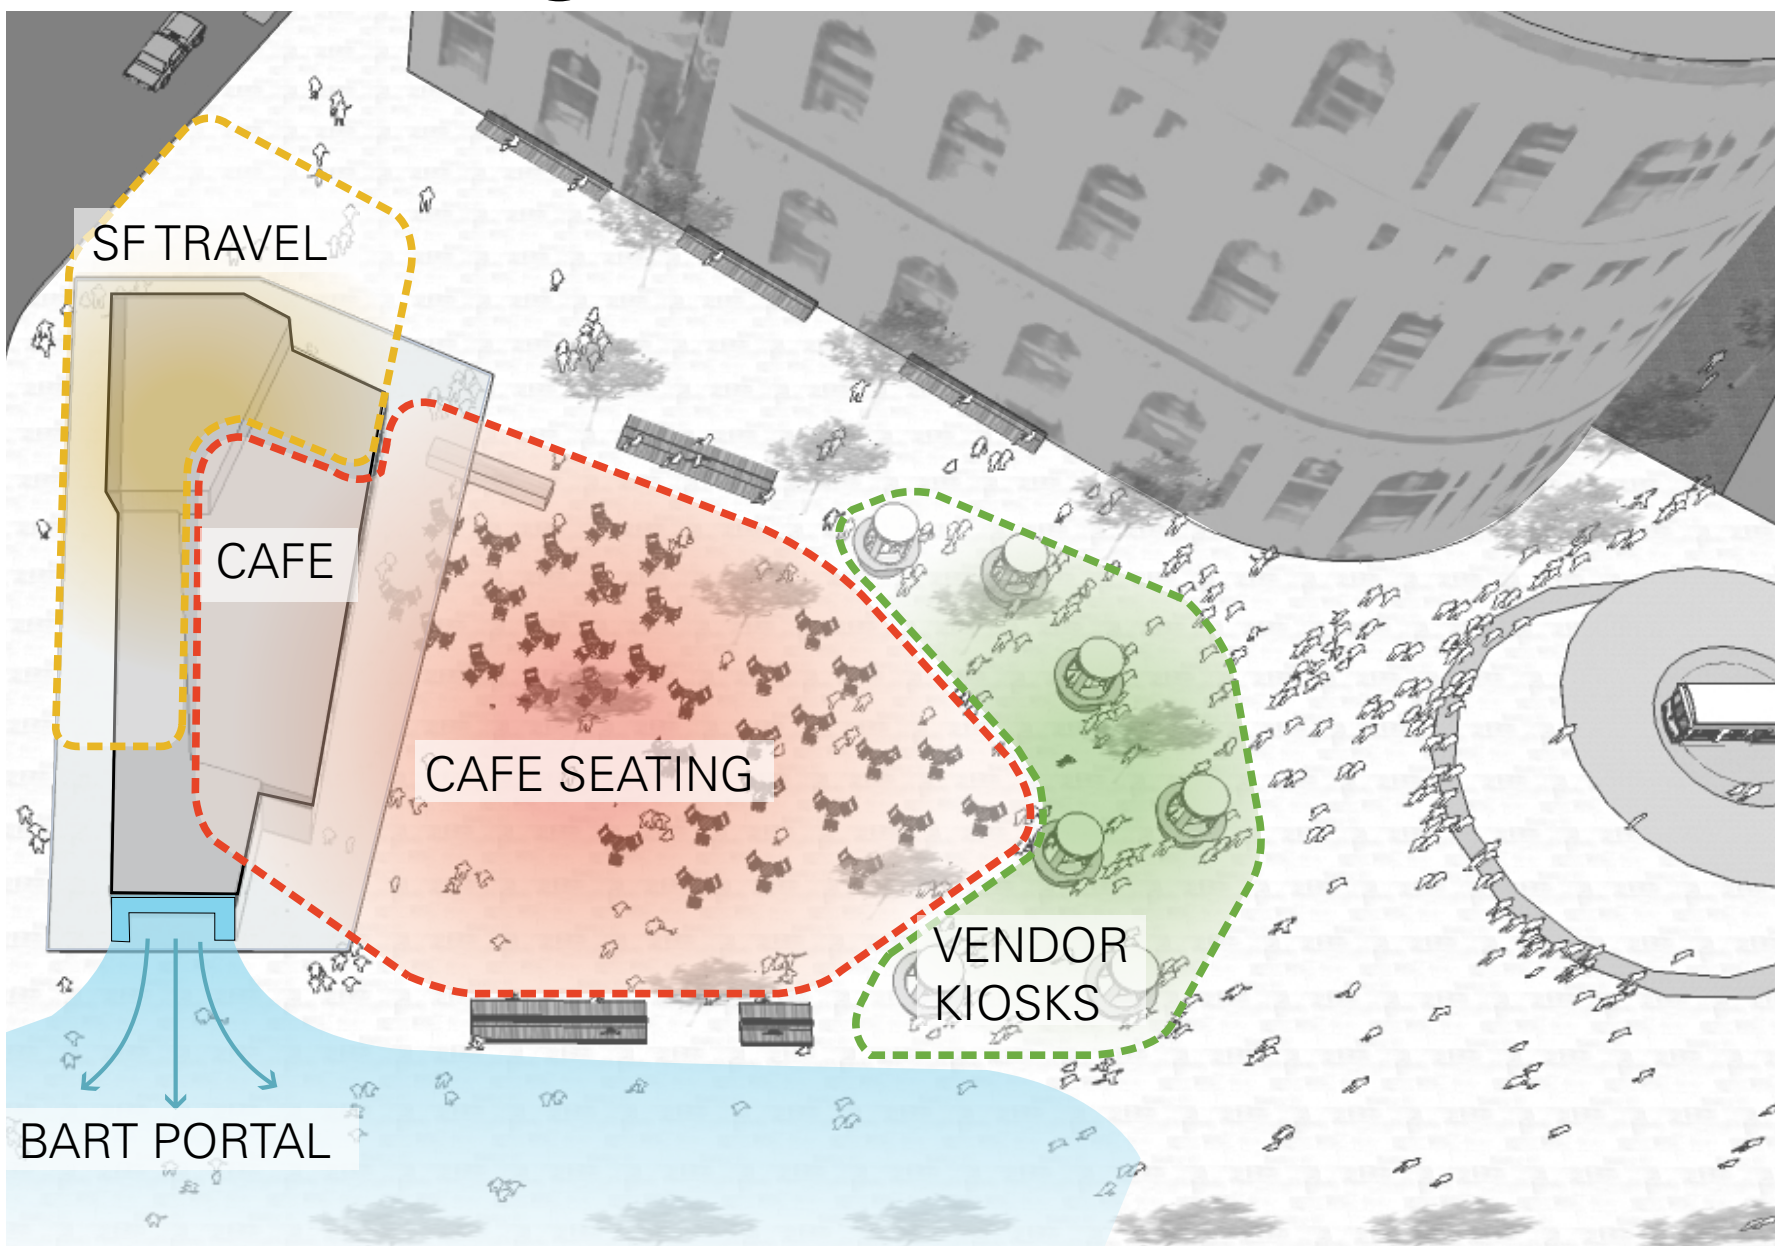 SF TRAVEL
CAFE
CAFE SEATING
VENDOR
KIOSKS
BART PORTAL